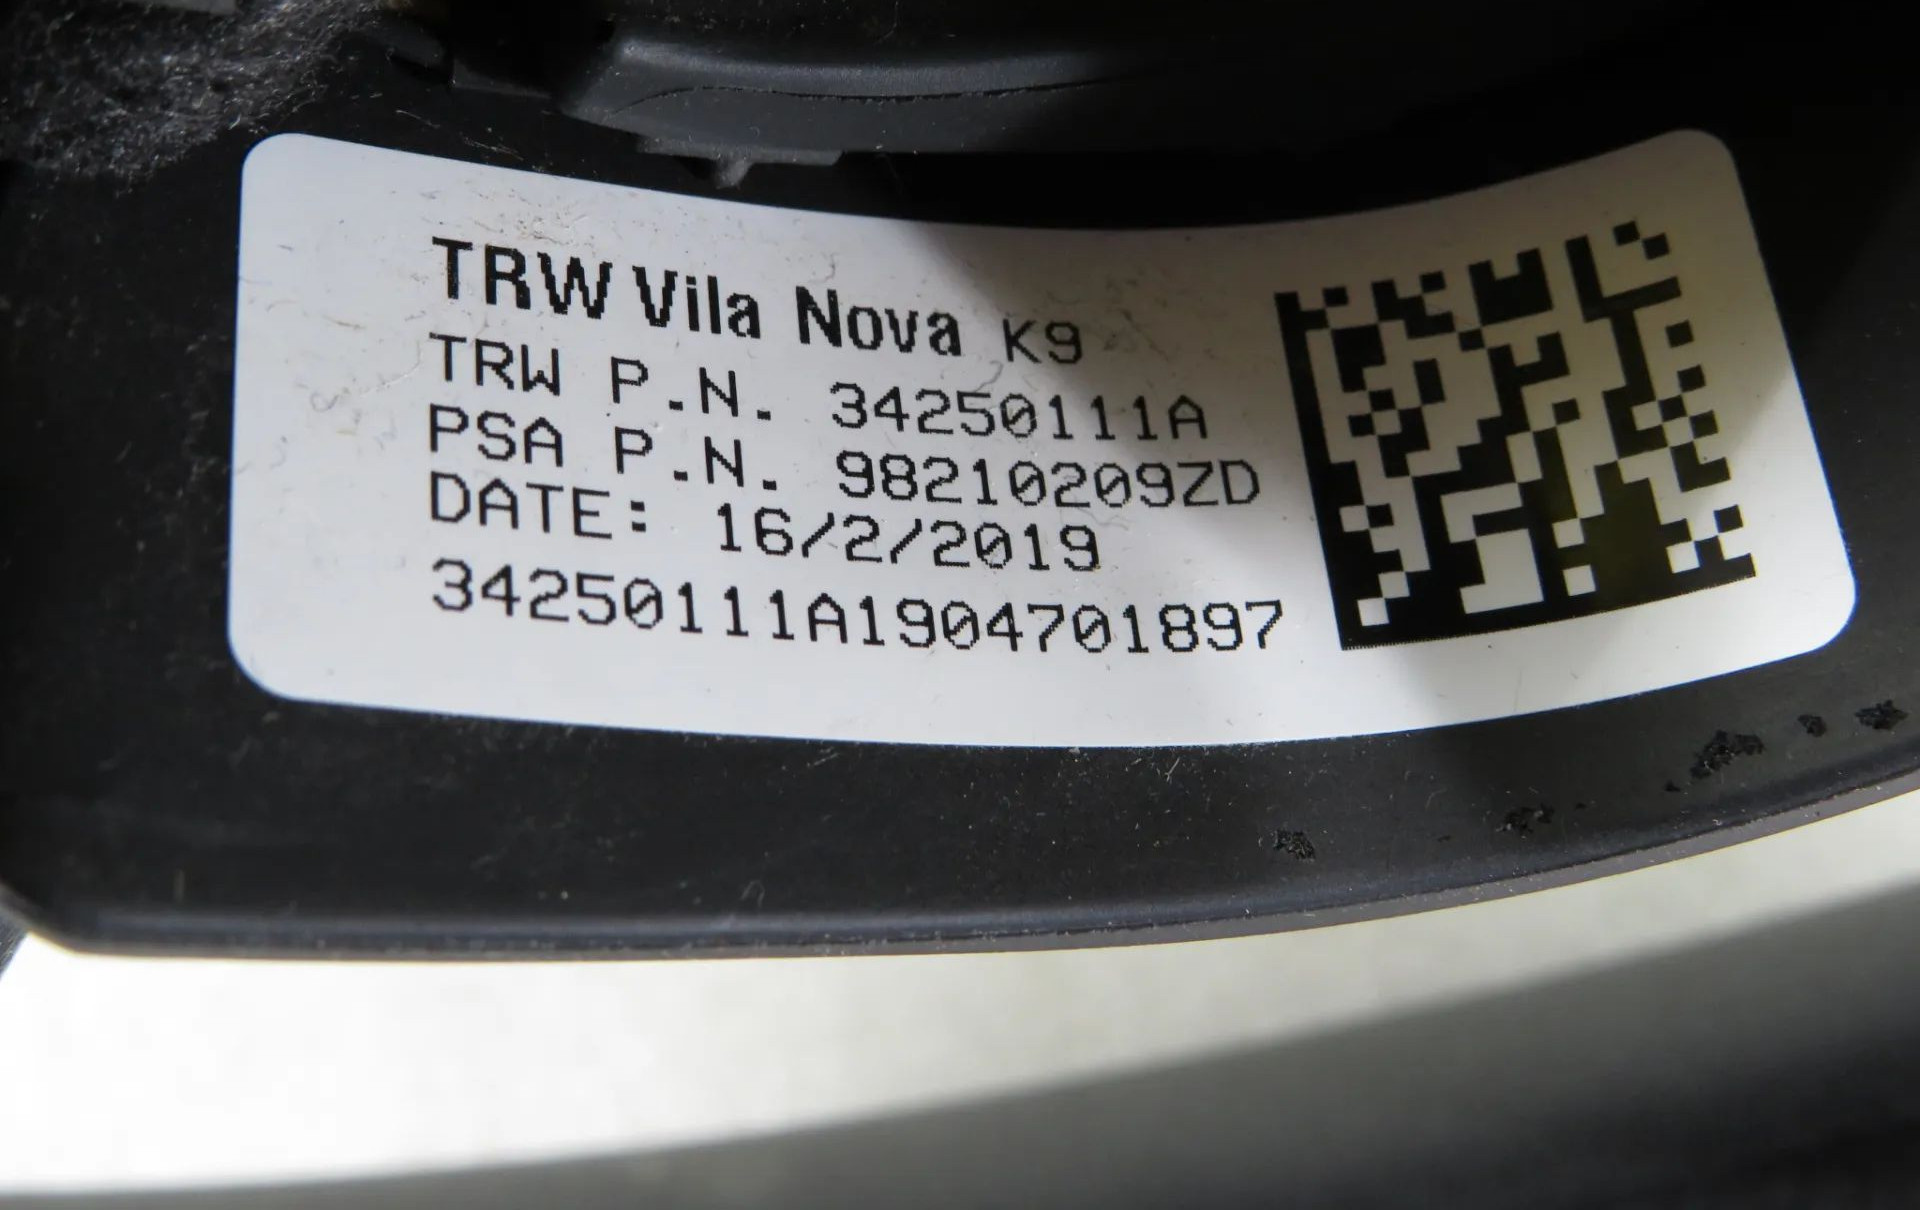 TRW Vila Nova K9
TRW P.N. 34250111A
PSA P.N. 98210209ZD
DATE: 16/2/2019
34250111A1904701897